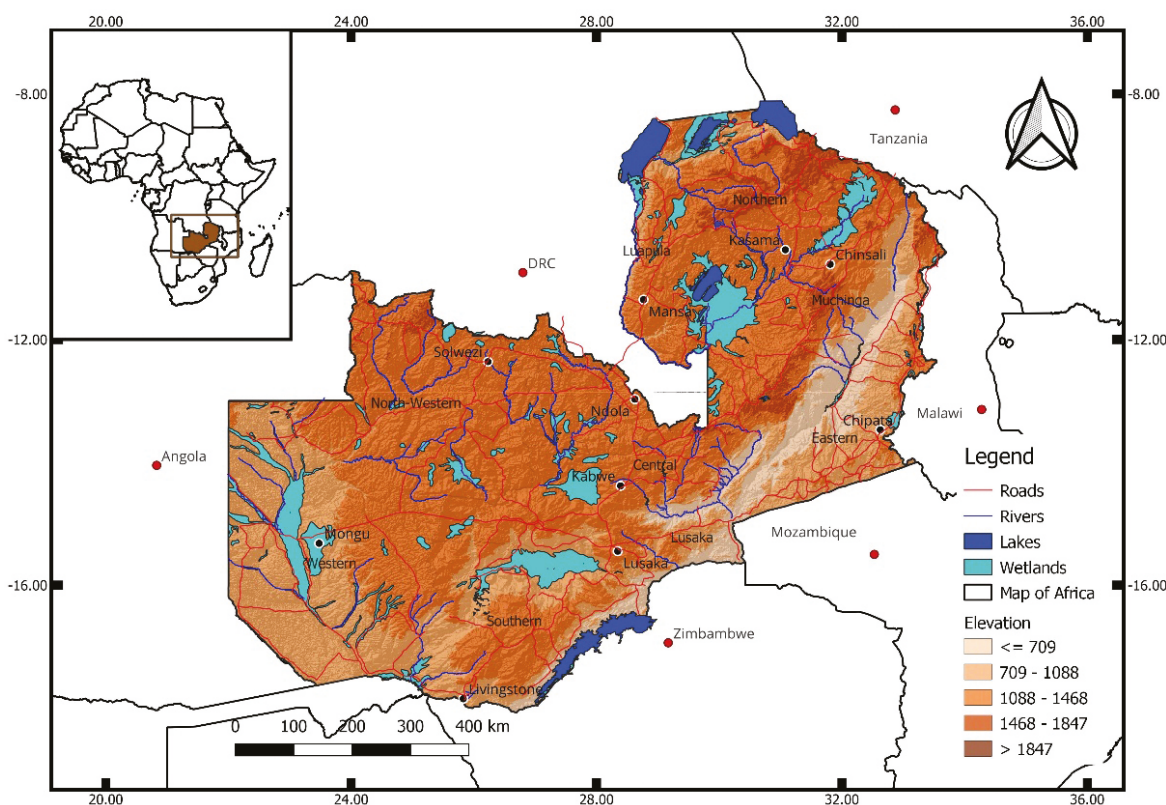 20.00 24.00 28.00 32.00 36.00
-8.00 -8.00
Tanzania
Northern
Kasama
Luapula
Chinsali
DRC
Muchinga
Mansa
-12.00 -12.00
Solwezi
North-Western
Ndola
Malawi
Chipata
Eastern
Angola
Central
Kabwe
Legend
Roads
Rivers
Lakes
Wetlands
Map of Africa
Elevation
<= 709
709 - 1088
1088 - 1468
1468 - 1847
> 1847
Mozambique
Mongu
Lusaka
Western
Lusaka
-16.00 -16.00
Southern
Zimbabwe
Livingstone
0 100 200 300 400 km
20.00 24.00 28.00 32.00 36.00